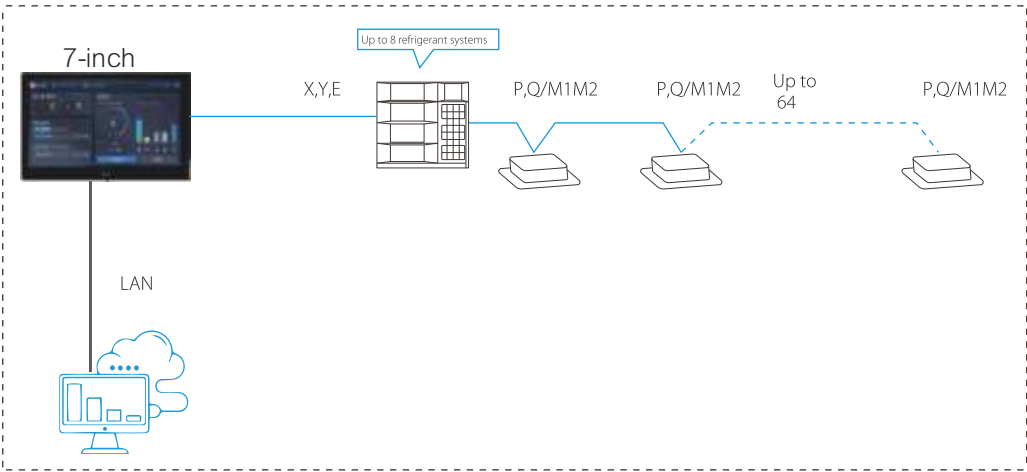 Up to 8 refrigerant systems
7-inch
X,Y,E
P,Q/M1M2
P,Q/M1M2
Up to
64
P,Q/M1M2
LAN